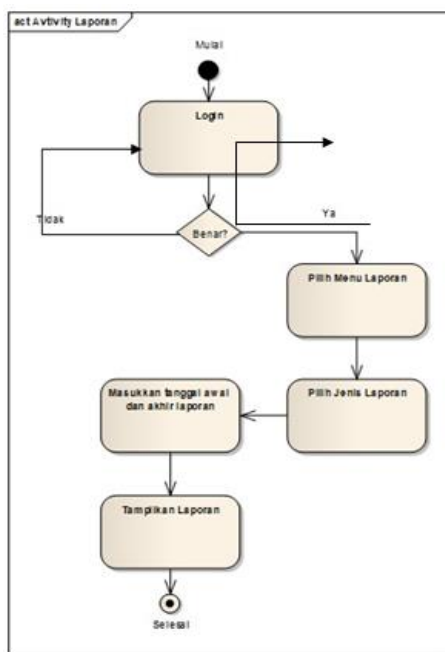 act Avtivity Laporan
Mulai
Login
Tidak
Ya
Benar?
Pilih Menu Laporan
Masukkan tanggal awal
dan akhir laporan
Pilih Jenis Laporan
Tampilkan Laporan
Selesai